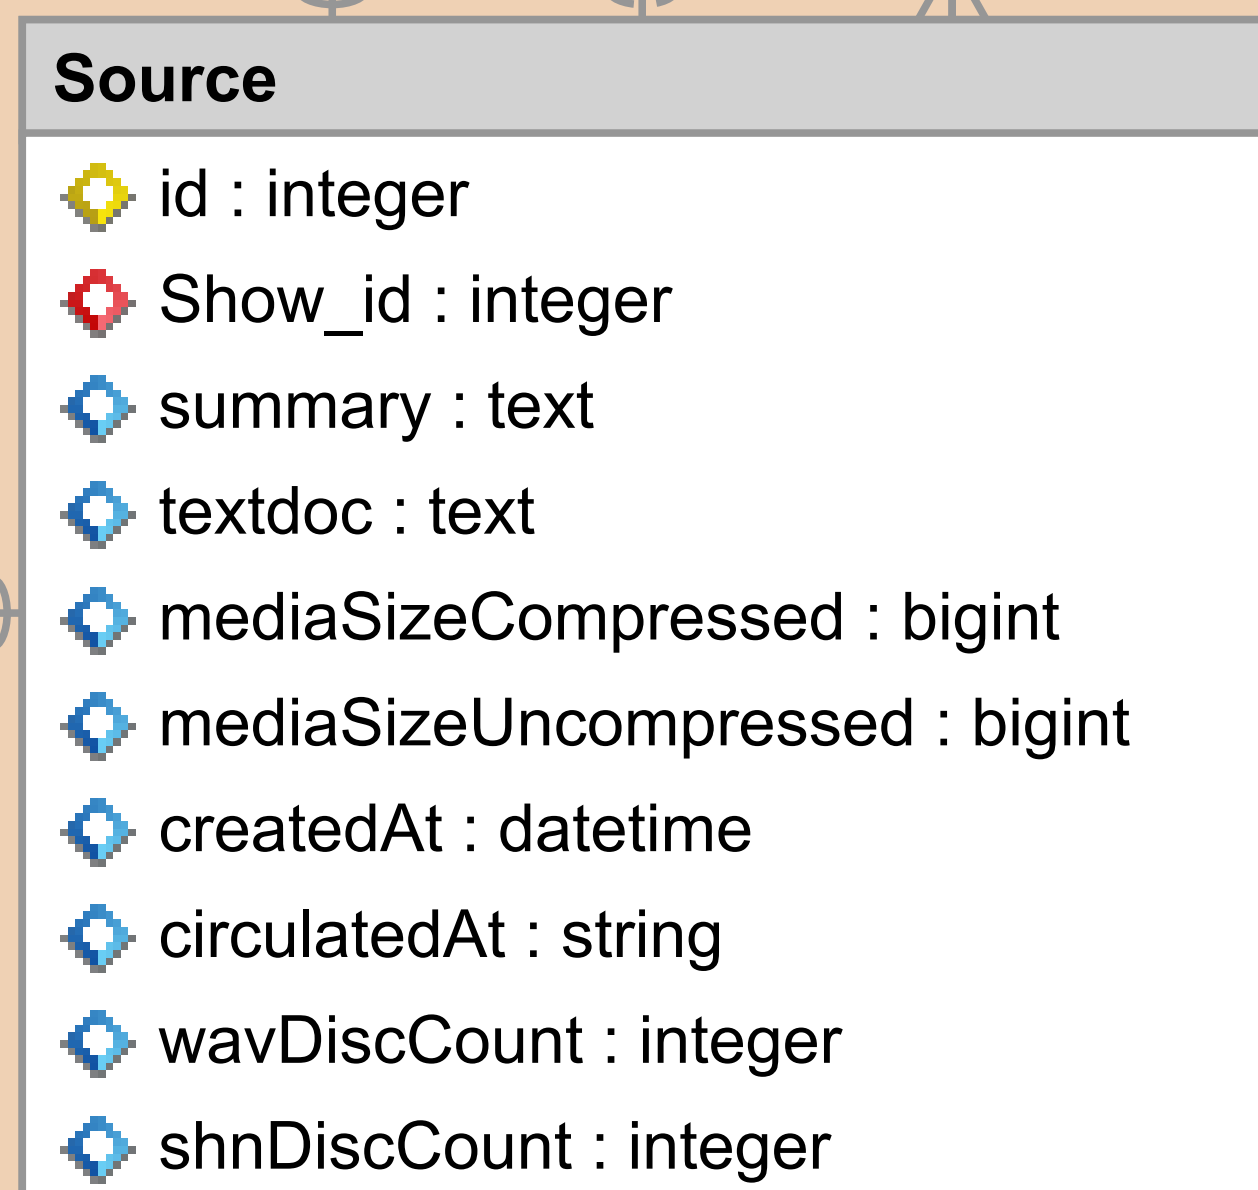 Source
id : integer
Show_id : integer
summary : text
textdoc : text
mediaSizeCompressed : bigint
mediaSizeUncompressed : bigint
createdAt : datetime
circulatedAt : string
wavDiscCount : integer
shnDiscCount : integer